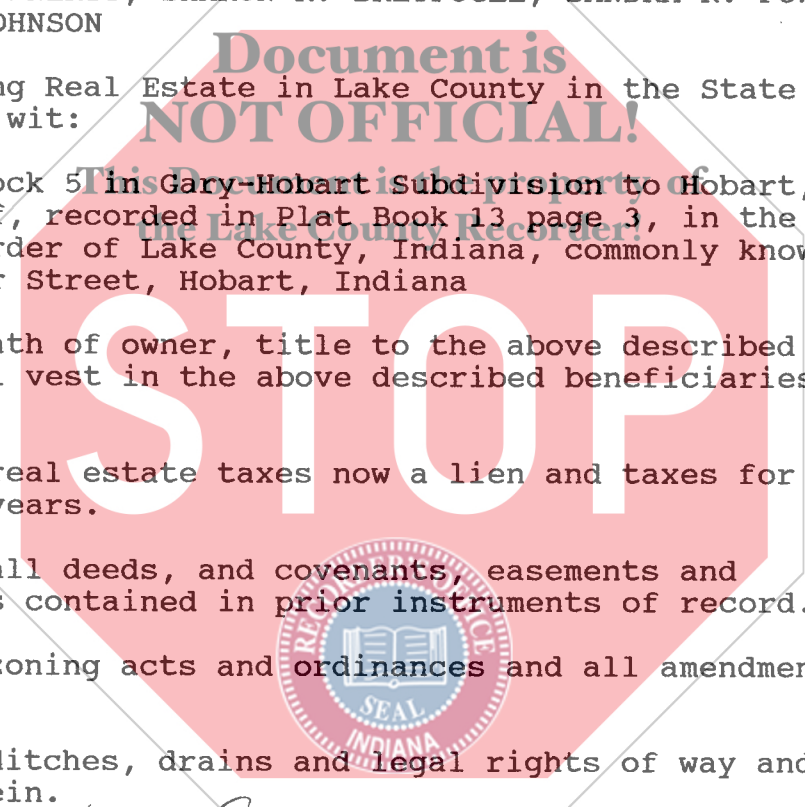 OHNSON
Document is
ng Real Estate in Lake County in the State
wit:
NOT OFFICIAL!
ock 5 in Gary-Hobart Subdivision to Hobart,
This Document is the property of
f, recorded in Plat Book 13 page 3, in the
the Lake County Recorder!
rder of Lake County, Indiana, commonly know
r Street, Hobart, Indiana
STOP
ath of owner, title to the above described
l vest in the above described beneficiaries
real estate taxes now a lien and taxes for
years.
all deeds, and covenants, easements and
s contained in prior instruments of record.
zoning acts and ordinances and all amendmen
RECORDER'S OFFICE
SEAL
INDIANA
ditches, drains and legal rights of way and
ein.